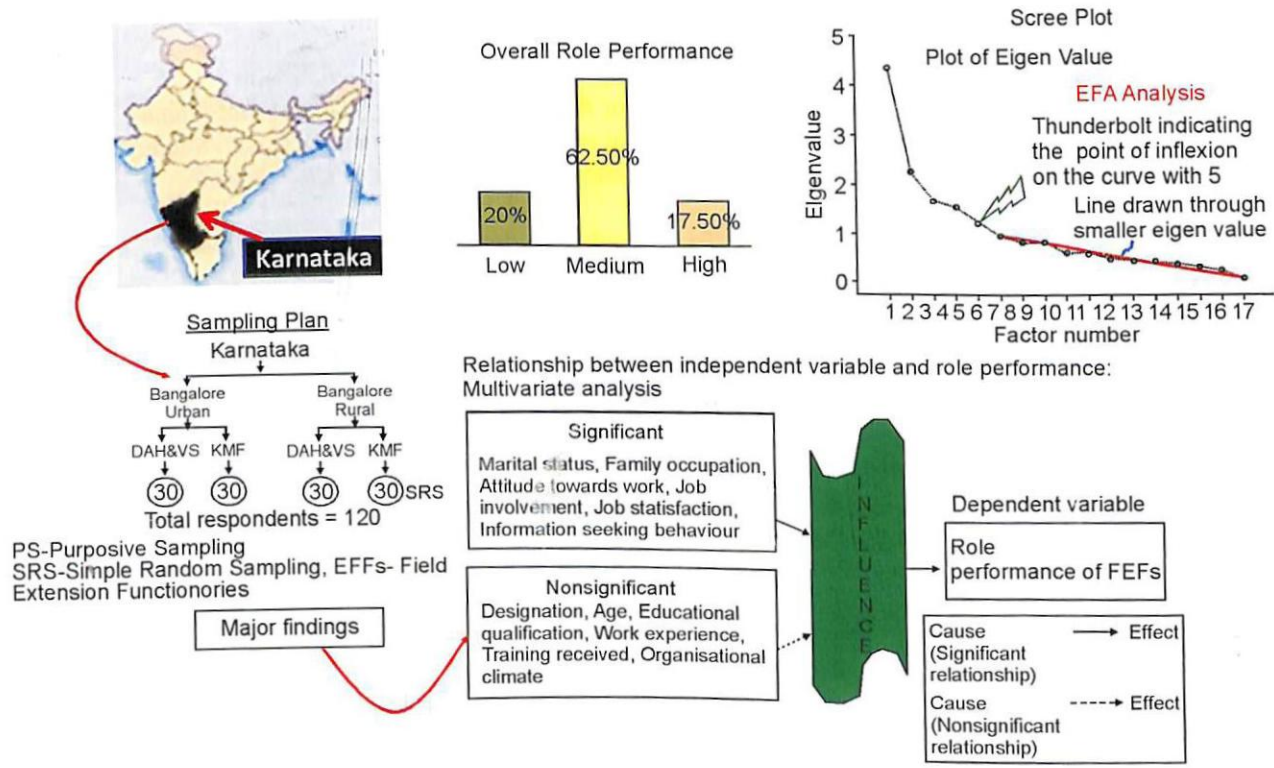 Karnataka
Overall Role Performance
20%
62.50%
17.50%
Low
Medium
High
Scree Plot
Plot of Eigen Value
EFA Analysis
Thunderbolt indicating
the point of inflexion
on the curve with 5
Line drawn through
smaller eigen value
Eigenvalue
5
4
3
2
1
0
1 2 3 4 5 6 7 8 9 10 11 12 13 14 15 16 17
Factor number
Sampling Plan
Karnataka
Bangalore
Urban
Bangalore
Rural
DAH&VS KMF
DAH&VS KMF
30 30 30 30 SRS
Total respondents = 120
PS-Purposive Sampling
SRS-Simple Random Sampling, EFFs- Field
Extension Functionories
Major findings
Relationship between independent variable and role performance:
Multivariate analysis
Significant
Marital status, Family occupation,
Attitude towards work, Job
involvement, Job statisfaction,
Information seeking behaviour
Nonsignificant
Designation, Age, Educational
qualification, Work experience,
Training received, Organisational
climate
INFLUENCE
Dependent variable
Role
performance of FEFs
Cause Effect
(Significant
relationship)
Cause Effect
(Nonsignificant
relationship)